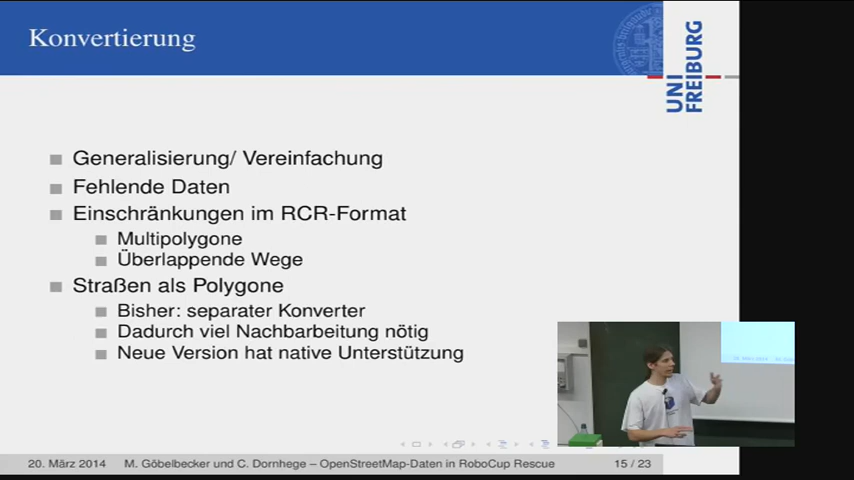 Konvertierung
UNI
FREIBURG
Generalisierung/ Vereinfachung
Fehlende Daten
Einschränkungen im RCR-Format
Multipolygone
Überlappende Wege
Straßen als Polygone
Bisher: separater Konverter
Dadurch viel Nachbarbeitung nötig
Neue Version hat native Unterstützung
20. März 2014 M. Göbelbecker und C. Dornhege – OpenStreetMap-Daten in RoboCup Rescue 15 / 23